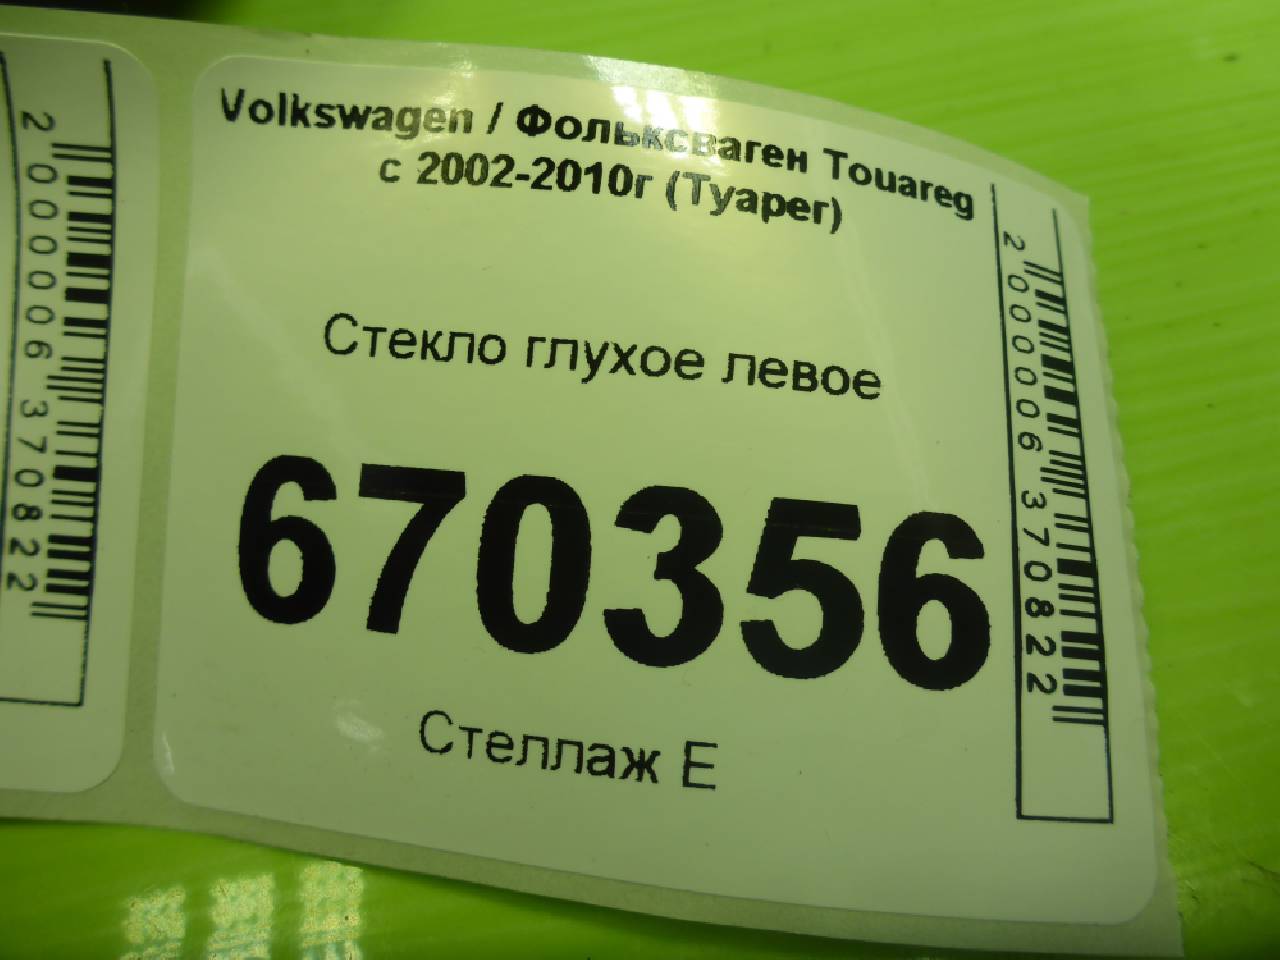 2000006370822
Volkswagen / Фольксваген Touareg
с 2002-2010г (Туарег)
Стекло глухое левое
670356
Стеллаж Е
2000006370822